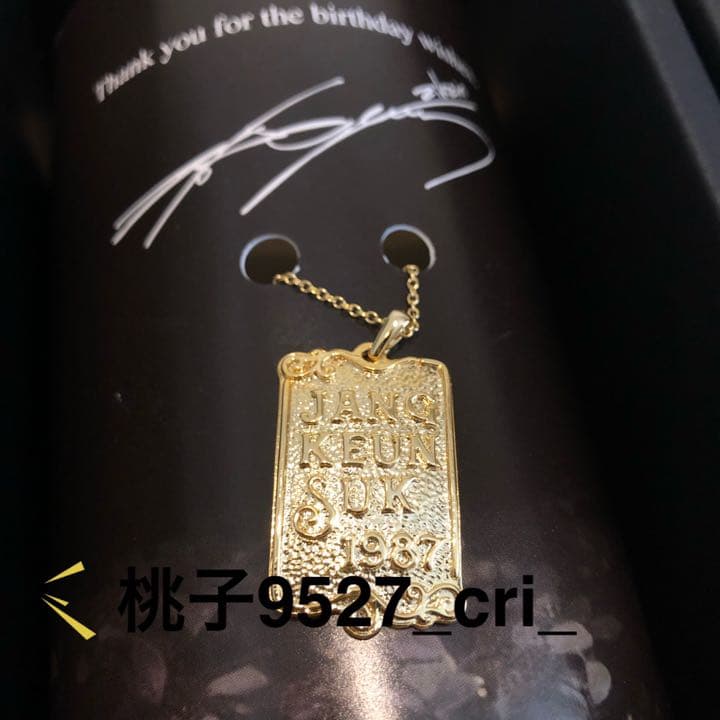 Thank you for the birthday wishes
JANG
KEUN
SUK
1987
桃子9527_cri_